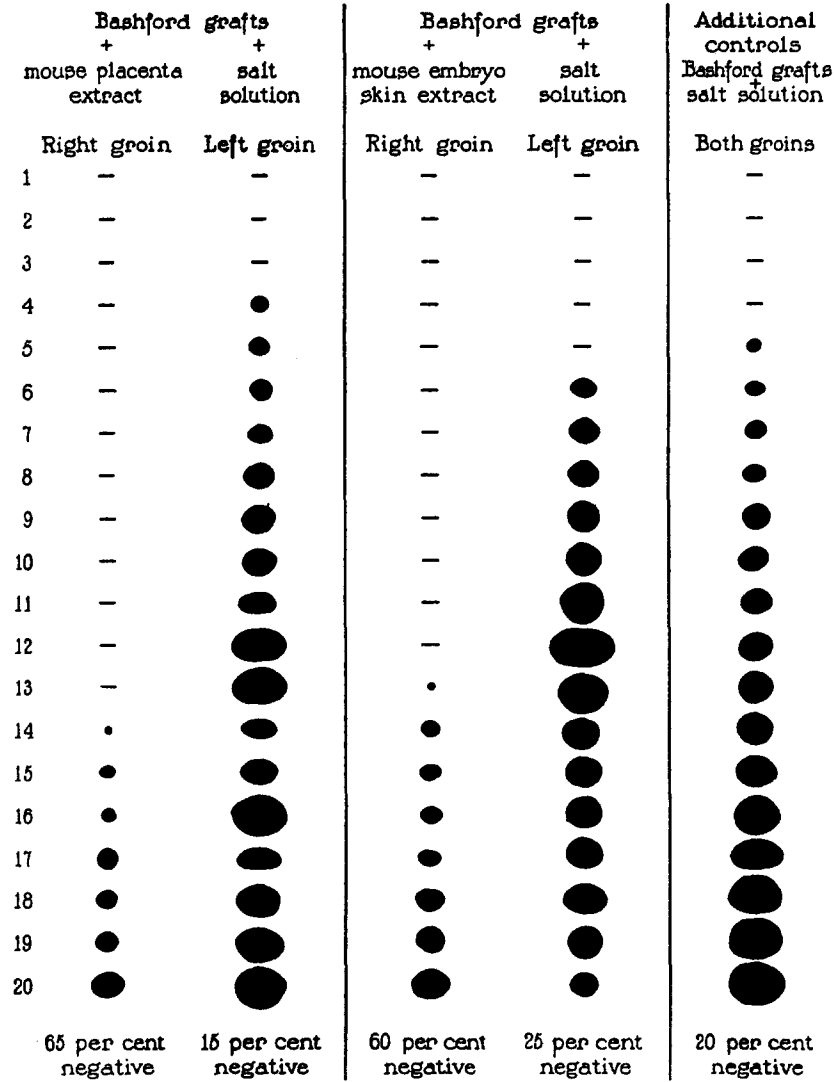 Bashford grafts
+ +
mouse placenta extract
salt solution
Right groin
Left groin
Bashford grafts
+ +
mouse embryo skin extract
salt solution
Right groin
Left groin
Additional
controls
Bashford grafts
+
salt solution
Both groins
1 – – – – –
2 – – – – –
3 – – – – –
4 – – – –
5 – – –
6 – –
7 – –
8 – –
9 – –
10 – –
11 – –
12 – –
13 –
14
15
16
17
18
19
20
65 per cent
negative
15 per cent
negative
60 per cent
negative
25 per cent
negative
20 per cent
negative